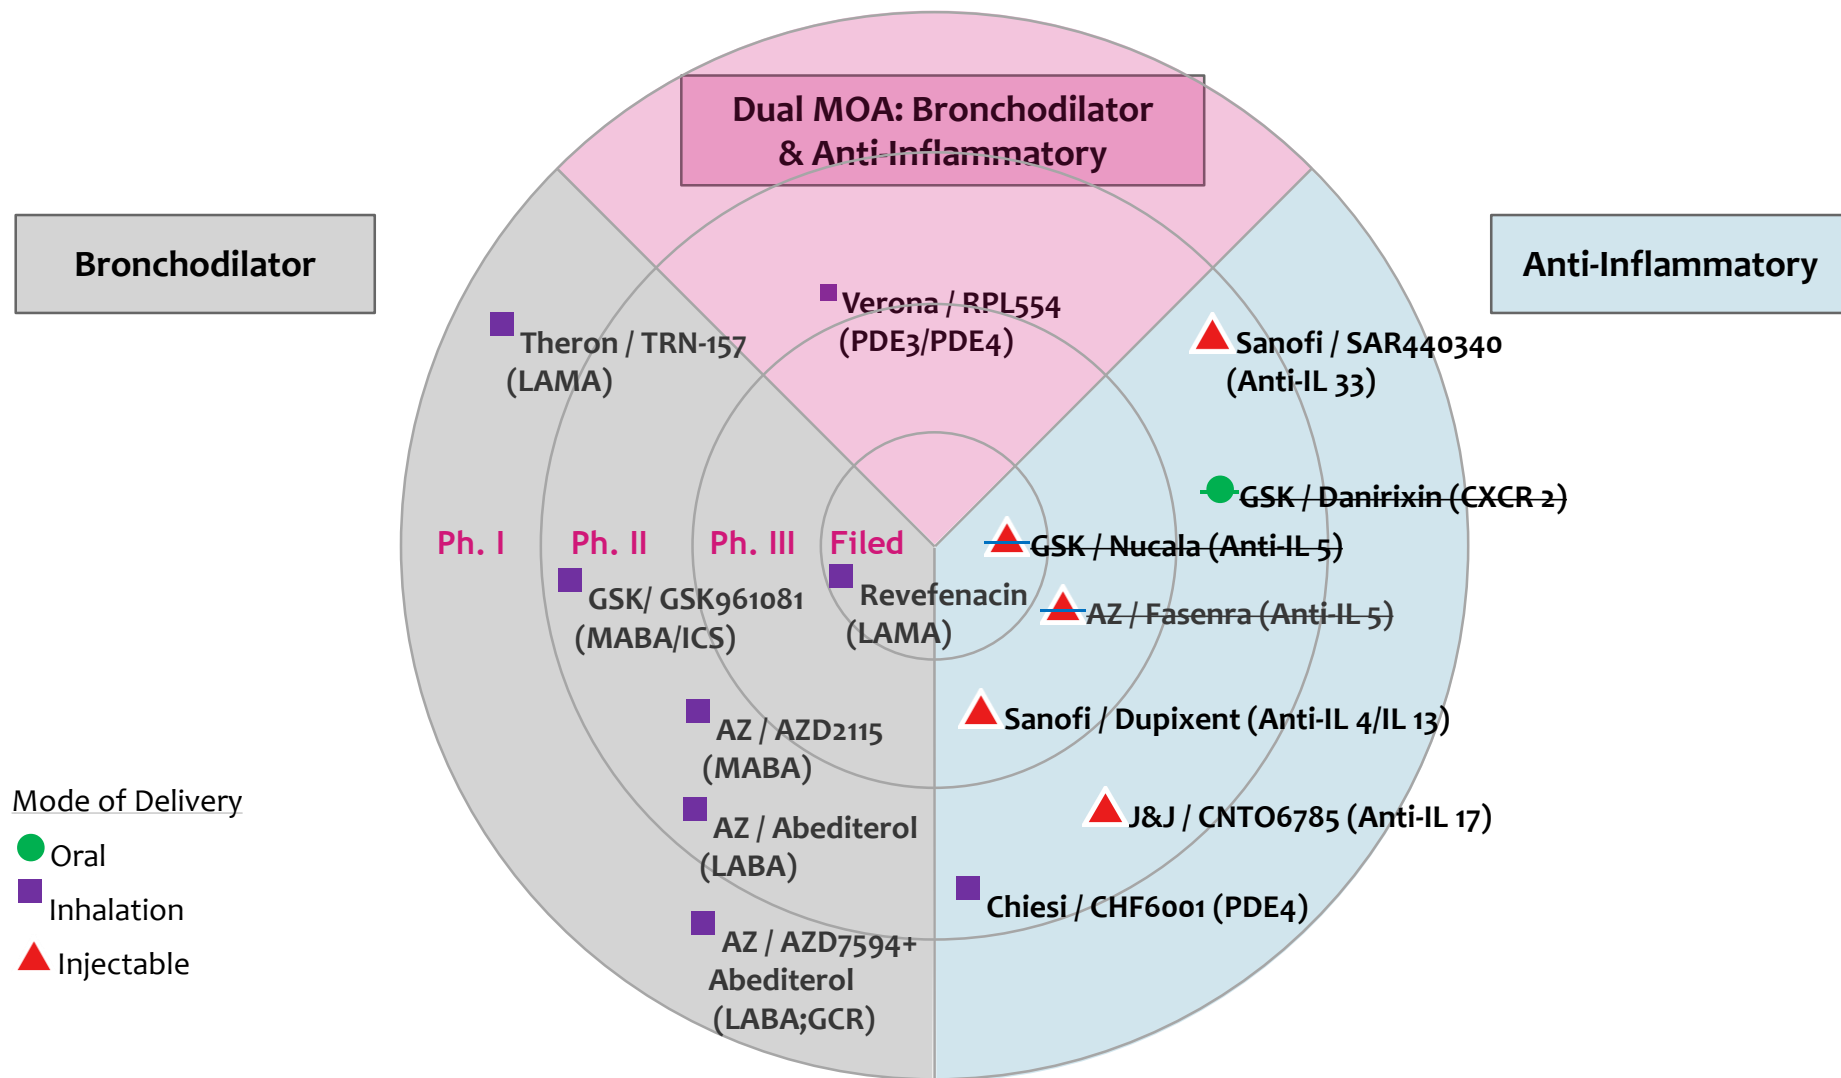 Dual MOA: Bronchodilator
& Anti-Inflammatory
Bronchodilator
Anti-Inflammatory
Verona / RPL554
(PDE3/PDE4)
Theron / TRN-157
(LAMA)
Sanofi / SAR440340
(Anti-IL 33)
GSK / Danirixin (CXCR 2)
Ph. I
Ph. II
Ph. III
Filed
GSK / Nucala (Anti-IL 5)
GSK/ GSK961081
(MABA/ICS)
Revefenacin
(LAMA)
AZ / Fasenra (Anti-IL 5)
AZ / AZD2115
(MABA)
Sanofi / Dupixent (Anti-IL 4/IL 13)
AZ / Abediterol
(LABA)
J&J / CNTO6785 (Anti-IL 17)
Chiesi / CHF6001 (PDE4)
AZ / AZD7594+
Abediterol
(LABA;GCR)
Mode of Delivery
Oral
Inhalation
Injectable